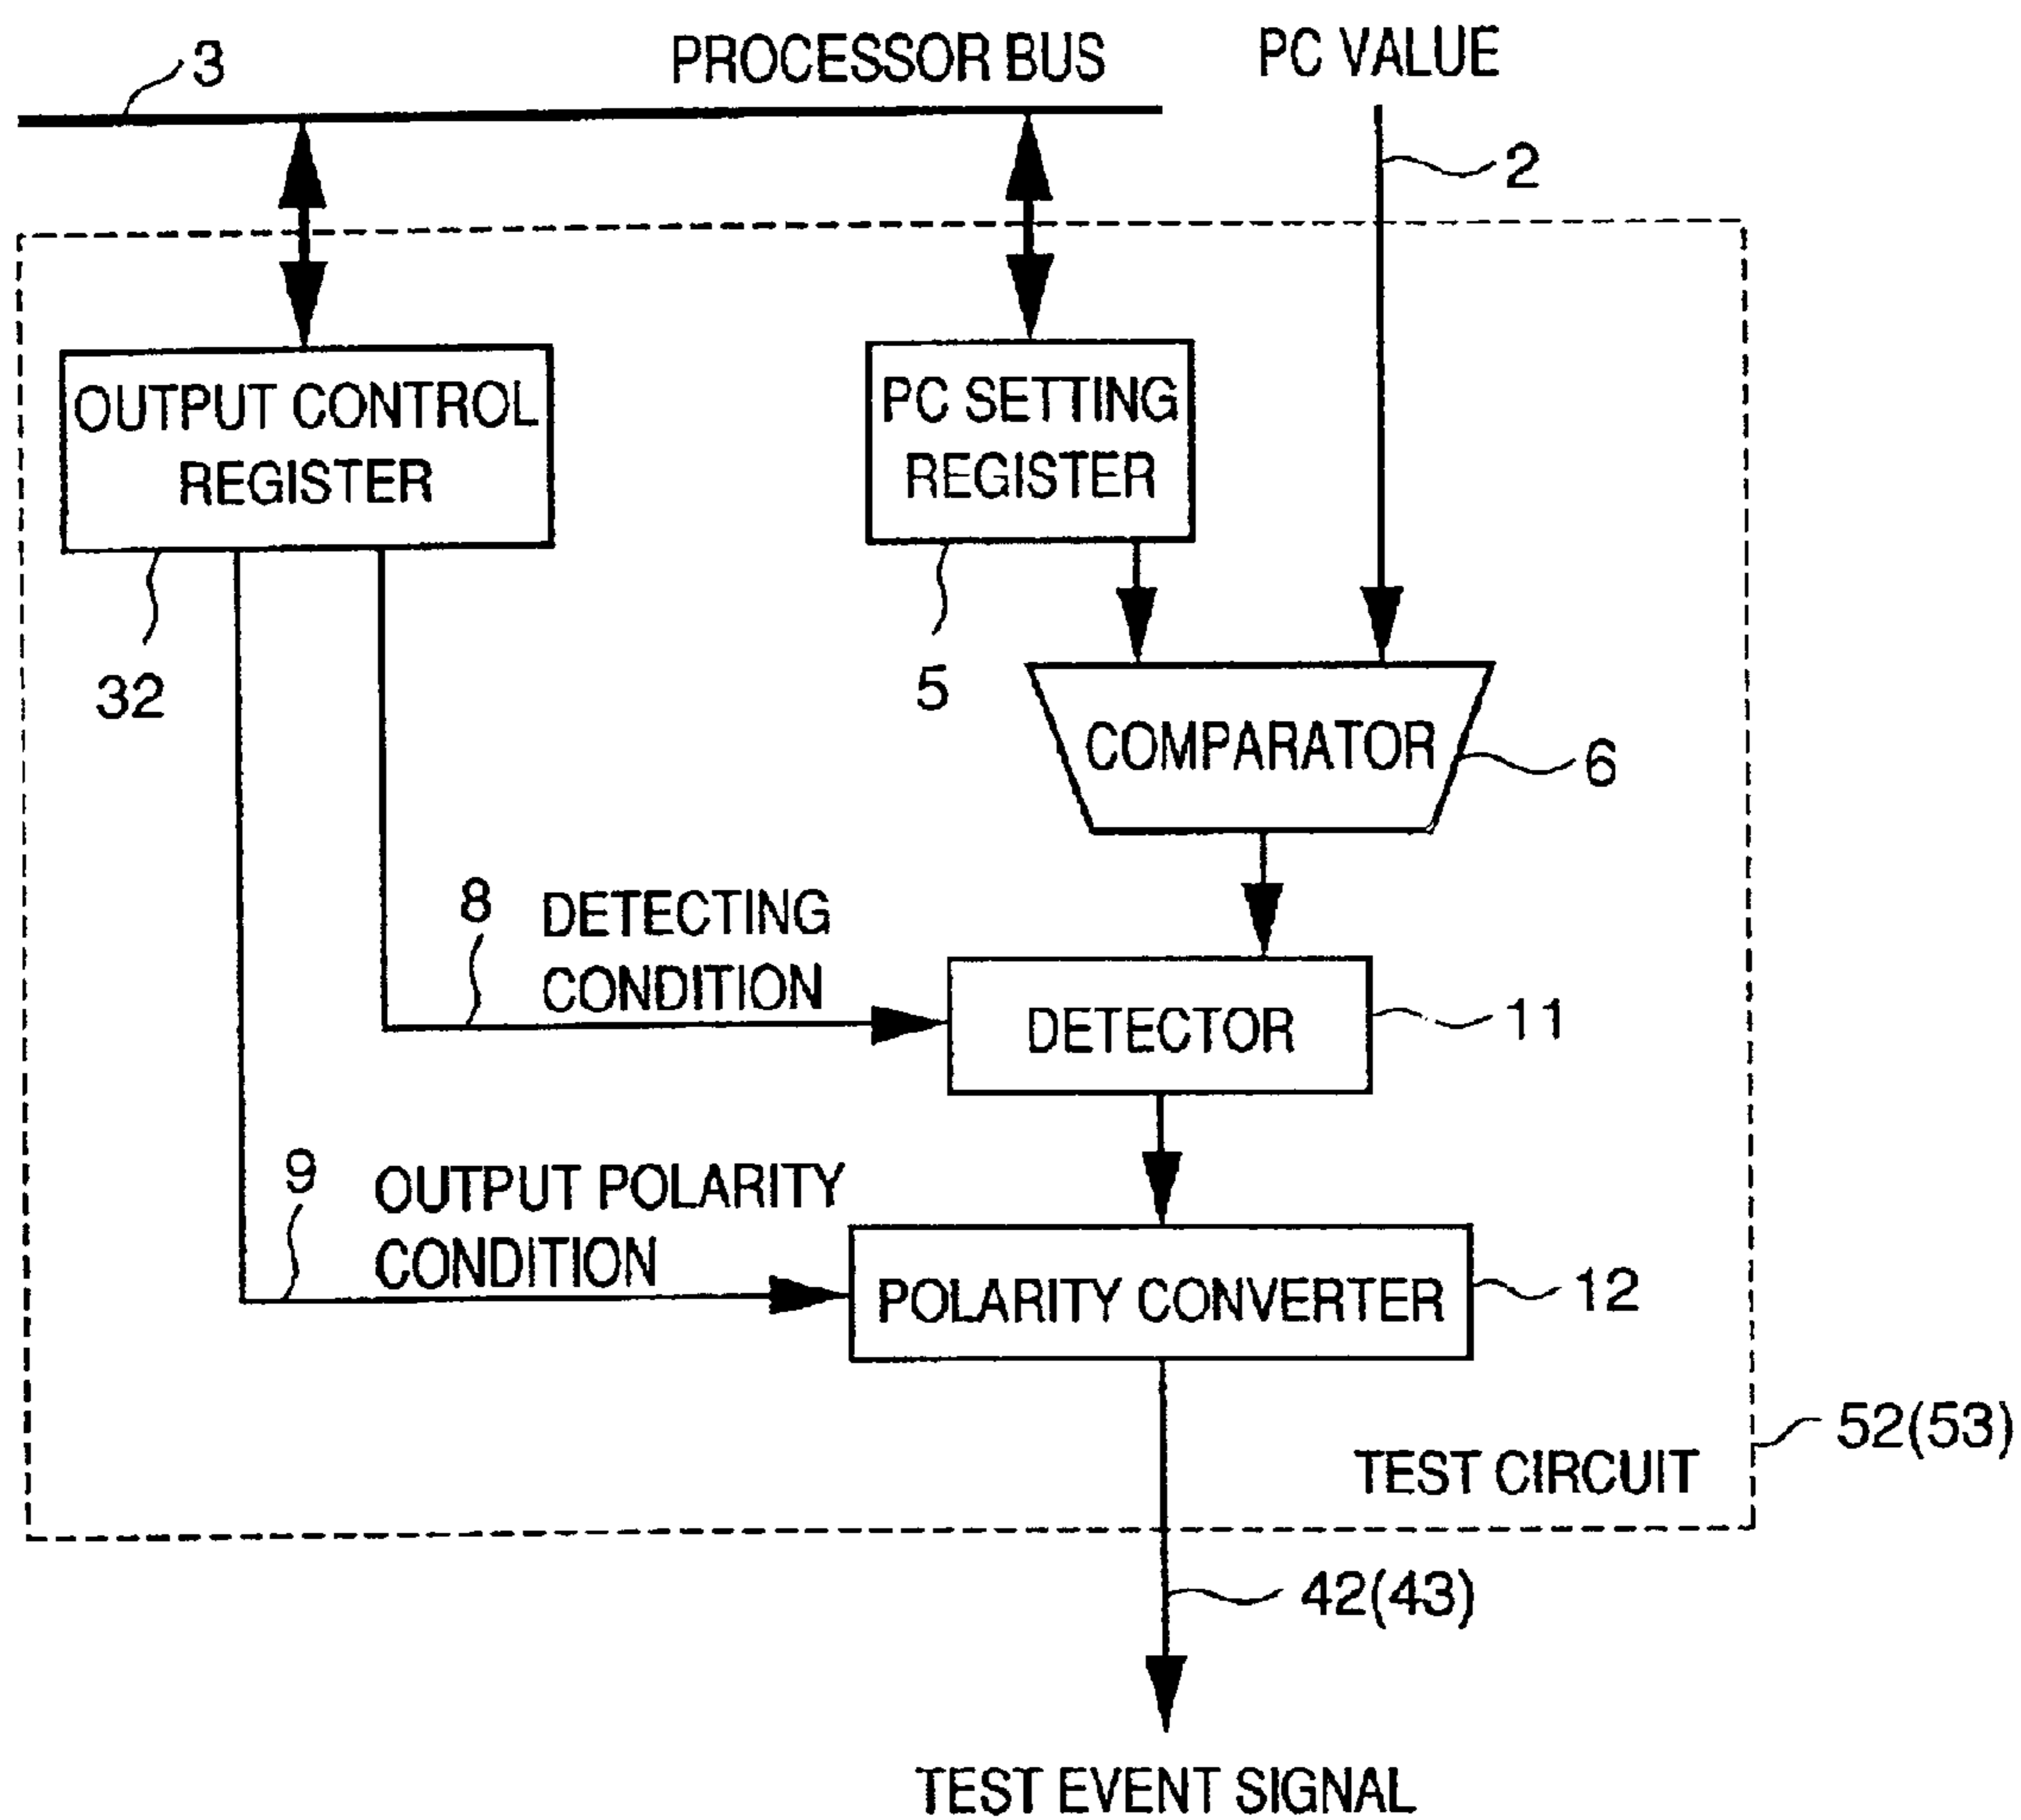 3
PROCESSOR BUS
PC VALUE
2
OUTPUT CONTROL
REGISTER
PC SETTING
REGISTER
32
5
COMPARATOR
6
8
DETECTING
CONDITION
DETECTOR
11
9
OUTPUT POLARITY
CONDITION
POLARITY CONVERTER
12
52(53)
TEST CIRCUIT
42(43)
TEST EVENT SIGNAL